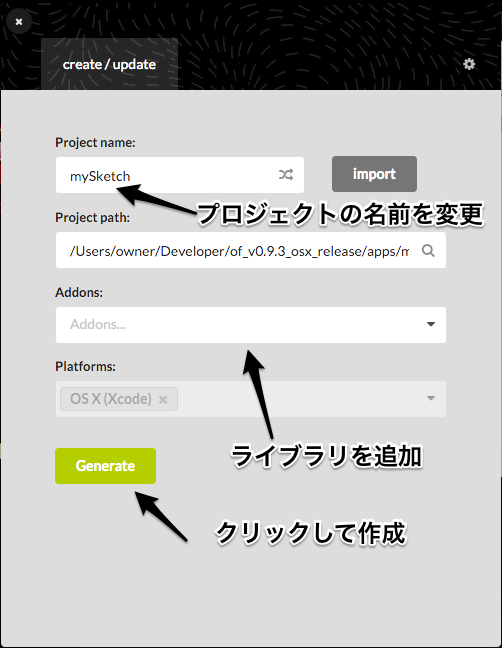 create / update
Project name:
mySketch
import
プロジェクトの名前を変更
Project path:
/Users/owner/Developer/of_v0.9.3_osx_release/apps/m
Addons:
Addons...
Platforms:
OS X (Xcode)
ライブラリを追加
Generate
クリックして作成